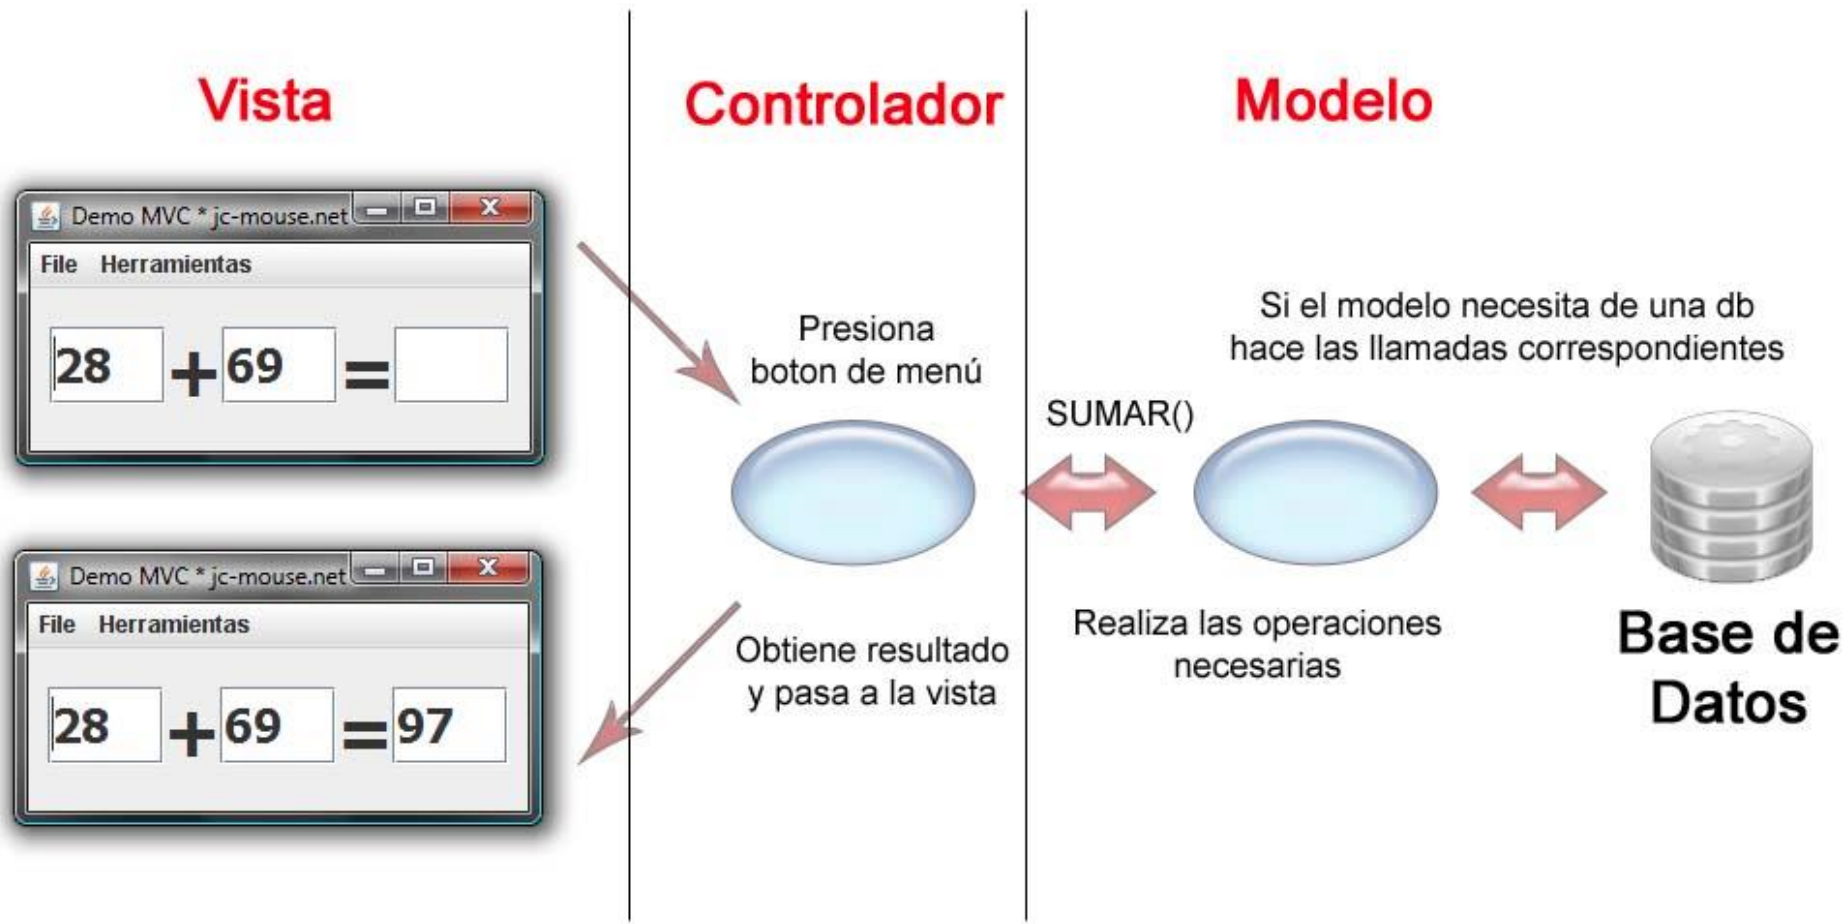 Vista
Demo MVC * jc-mouse.net
File Herramientas
28 + 69 =
Demo MVC * jc-mouse.net
File Herramientas
28 + 69 = 97
Controlador
Presiona
boton de menú
Obtiene resultado
y pasa a la vista
Modelo
Si el modelo necesita de una db
hace las llamadas correspondientes
SUMAR()
Realiza las operaciones
necesarias
Base de
Datos